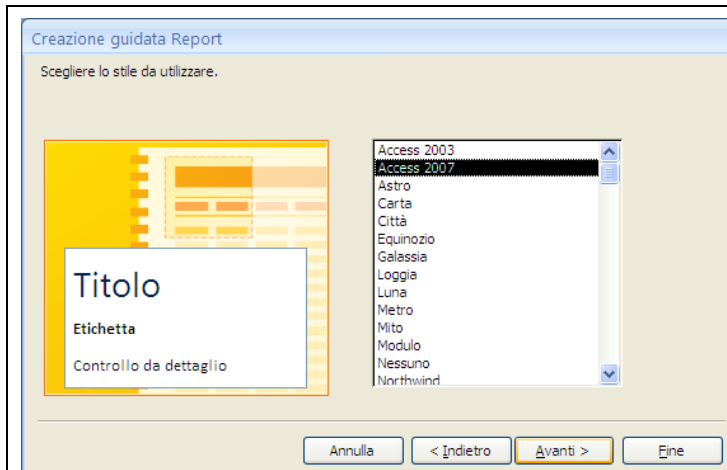 Creazione guidata Report
Scegliere lo stile da utilizzare.
Titolo
Etichetta
Controllo da dettaglio
Access 2003
Access 2007
Astro
Carta
Città
Equinozio
Galassia
Loggia
Luna
Metro
Mito
Modulo
Nessuno
Northwind
Annulla
< Indietro
Avanti >
Fine